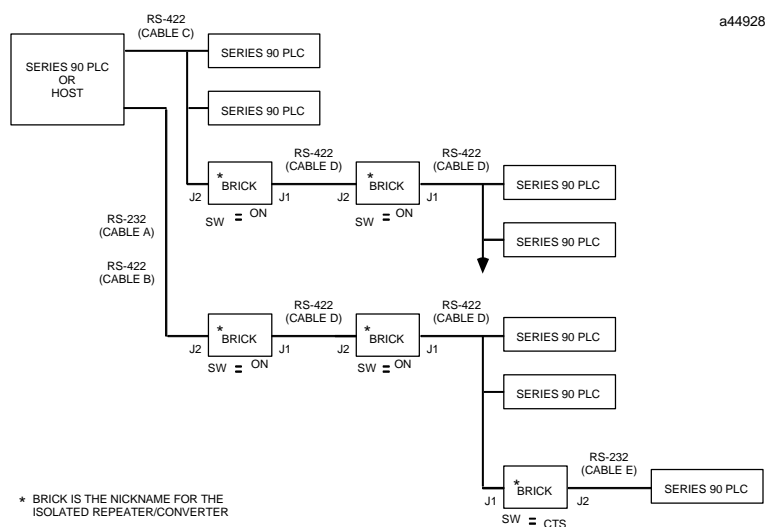 a44928
RS-422
(CABLE C)
SERIES 90 PLC
OR
HOST
SERIES 90 PLC
SERIES 90 PLC
RS-422
(CABLE D)
RS-422
(CABLE D)
* BRICK
* BRICK
SERIES 90 PLC
J2
J1
J2
J1
SW = ON
SW = ON
RS-232
(CABLE A)
SERIES 90 PLC
RS-422
(CABLE B)
RS-422
(CABLE D)
RS-422
(CABLE D)
* BRICK
* BRICK
SERIES 90 PLC
J2
J1
J2
J1
SW = ON
SW = ON
SERIES 90 PLC
RS-232
(CABLE E)
* BRICK
SERIES 90 PLC
J1
J2
SW = CTS
* BRICK IS THE NICKNAME FOR THE
ISOLATED REPEATER/CONVERTER